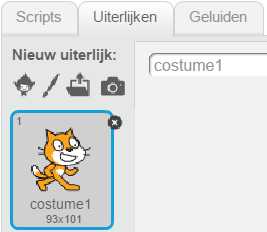 Scripts Uiterlijken Geluiden
Nieuw uiterlijk:
costume1
1
costume1
93x101